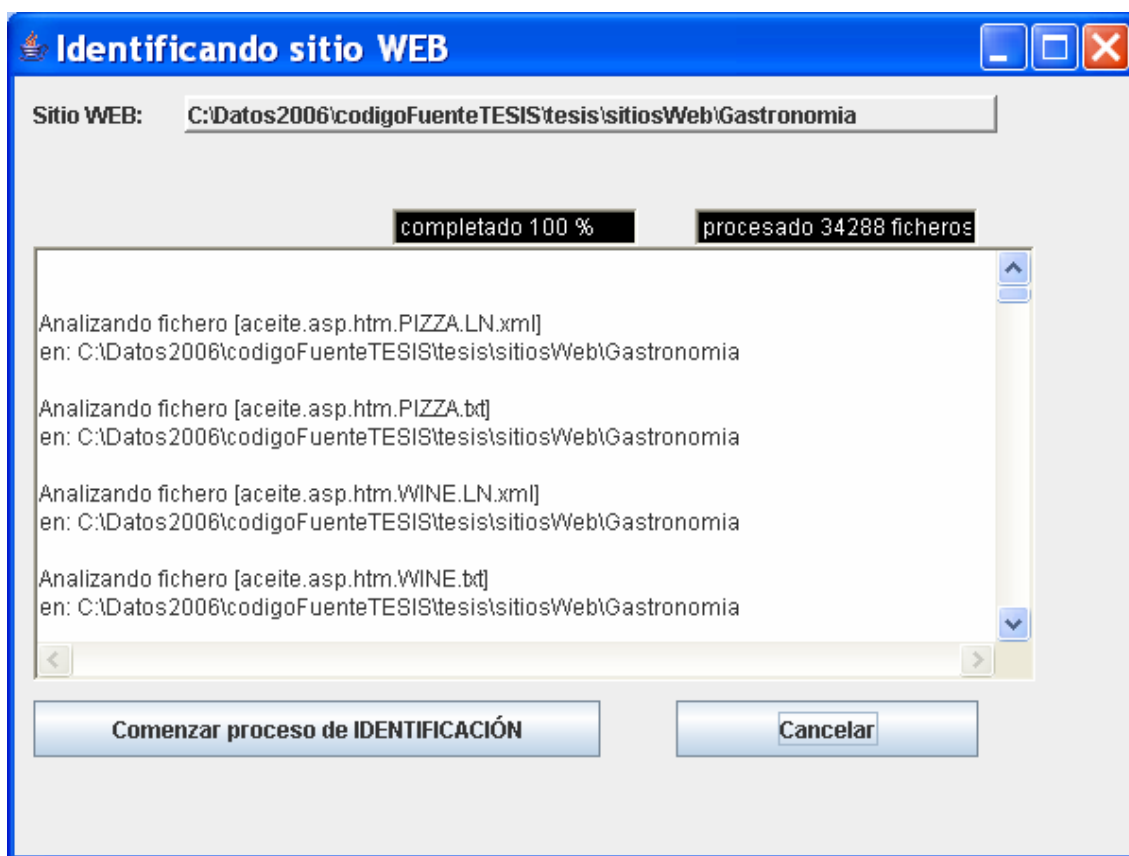 Identificando sitio WEB
Sitio WEB: C:\Datos2006\codigoFuenteTESIS\tesis\sitiosWeb\Gastronomia
completado 100 % procesado 34288 ficheros
Analizando fichero [aceite.asp.htm.PIZZA.LN.xml]
en: C:\Datos2006\codigoFuenteTESIS\tesis\sitiosWeb\Gastronomia
Analizando fichero [aceite.asp.htm.PIZZA.txt]
en: C:\Datos2006\codigoFuenteTESIS\tesis\sitiosWeb\Gastronomia
Analizando fichero [aceite.asp.htm.WINE.LN.xml]
en: C:\Datos2006\codigoFuenteTESIS\tesis\sitiosWeb\Gastronomia
Analizando fichero [aceite.asp.htm.WINE.txt]
en: C:\Datos2006\codigoFuenteTESIS\tesis\sitiosWeb\Gastronomia
Comenzar proceso de IDENTIFICACIÓN Cancelar